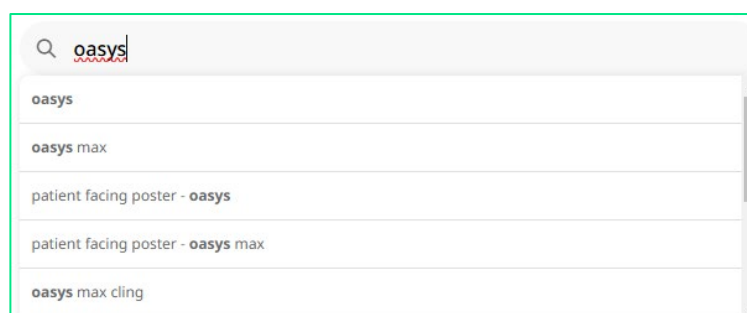 oasys
oasys
oasys max
patient facing poster - oasys
patient facing poster - oasys max
oasys max cling